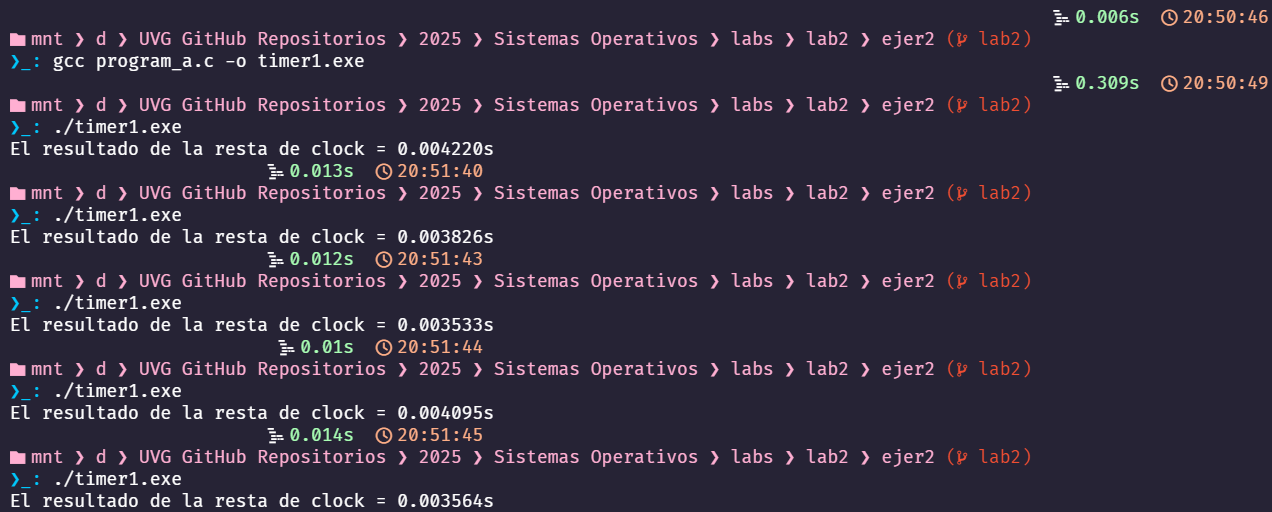 0.006s 20:50:46
mnt ❯ d ❯ UVG GitHub Repositorios ❯ 2025 ❯ Sistemas Operativos ❯ labs ❯ lab2 ❯ ejer2 ( lab2)
❯_: gcc program_a.c -o timer1.exe
0.309s 20:50:49
mnt ❯ d ❯ UVG GitHub Repositorios ❯ 2025 ❯ Sistemas Operativos ❯ labs ❯ lab2 ❯ ejer2 ( lab2)
❯_: ./timer1.exe
El resultado de la resta de clock = 0.004220s
0.013s 20:51:40
mnt ❯ d ❯ UVG GitHub Repositorios ❯ 2025 ❯ Sistemas Operativos ❯ labs ❯ lab2 ❯ ejer2 ( lab2)
❯_: ./timer1.exe
El resultado de la resta de clock = 0.003826s
0.012s 20:51:43
mnt ❯ d ❯ UVG GitHub Repositorios ❯ 2025 ❯ Sistemas Operativos ❯ labs ❯ lab2 ❯ ejer2 ( lab2)
❯_: ./timer1.exe
El resultado de la resta de clock = 0.003533s
0.01s 20:51:44
mnt ❯ d ❯ UVG GitHub Repositorios ❯ 2025 ❯ Sistemas Operativos ❯ labs ❯ lab2 ❯ ejer2 ( lab2)
❯_: ./timer1.exe
El resultado de la resta de clock = 0.004095s
0.014s 20:51:45
mnt ❯ d ❯ UVG GitHub Repositorios ❯ 2025 ❯ Sistemas Operativos ❯ labs ❯ lab2 ❯ ejer2 ( lab2)
❯_: ./timer1.exe
El resultado de la resta de clock = 0.003564s